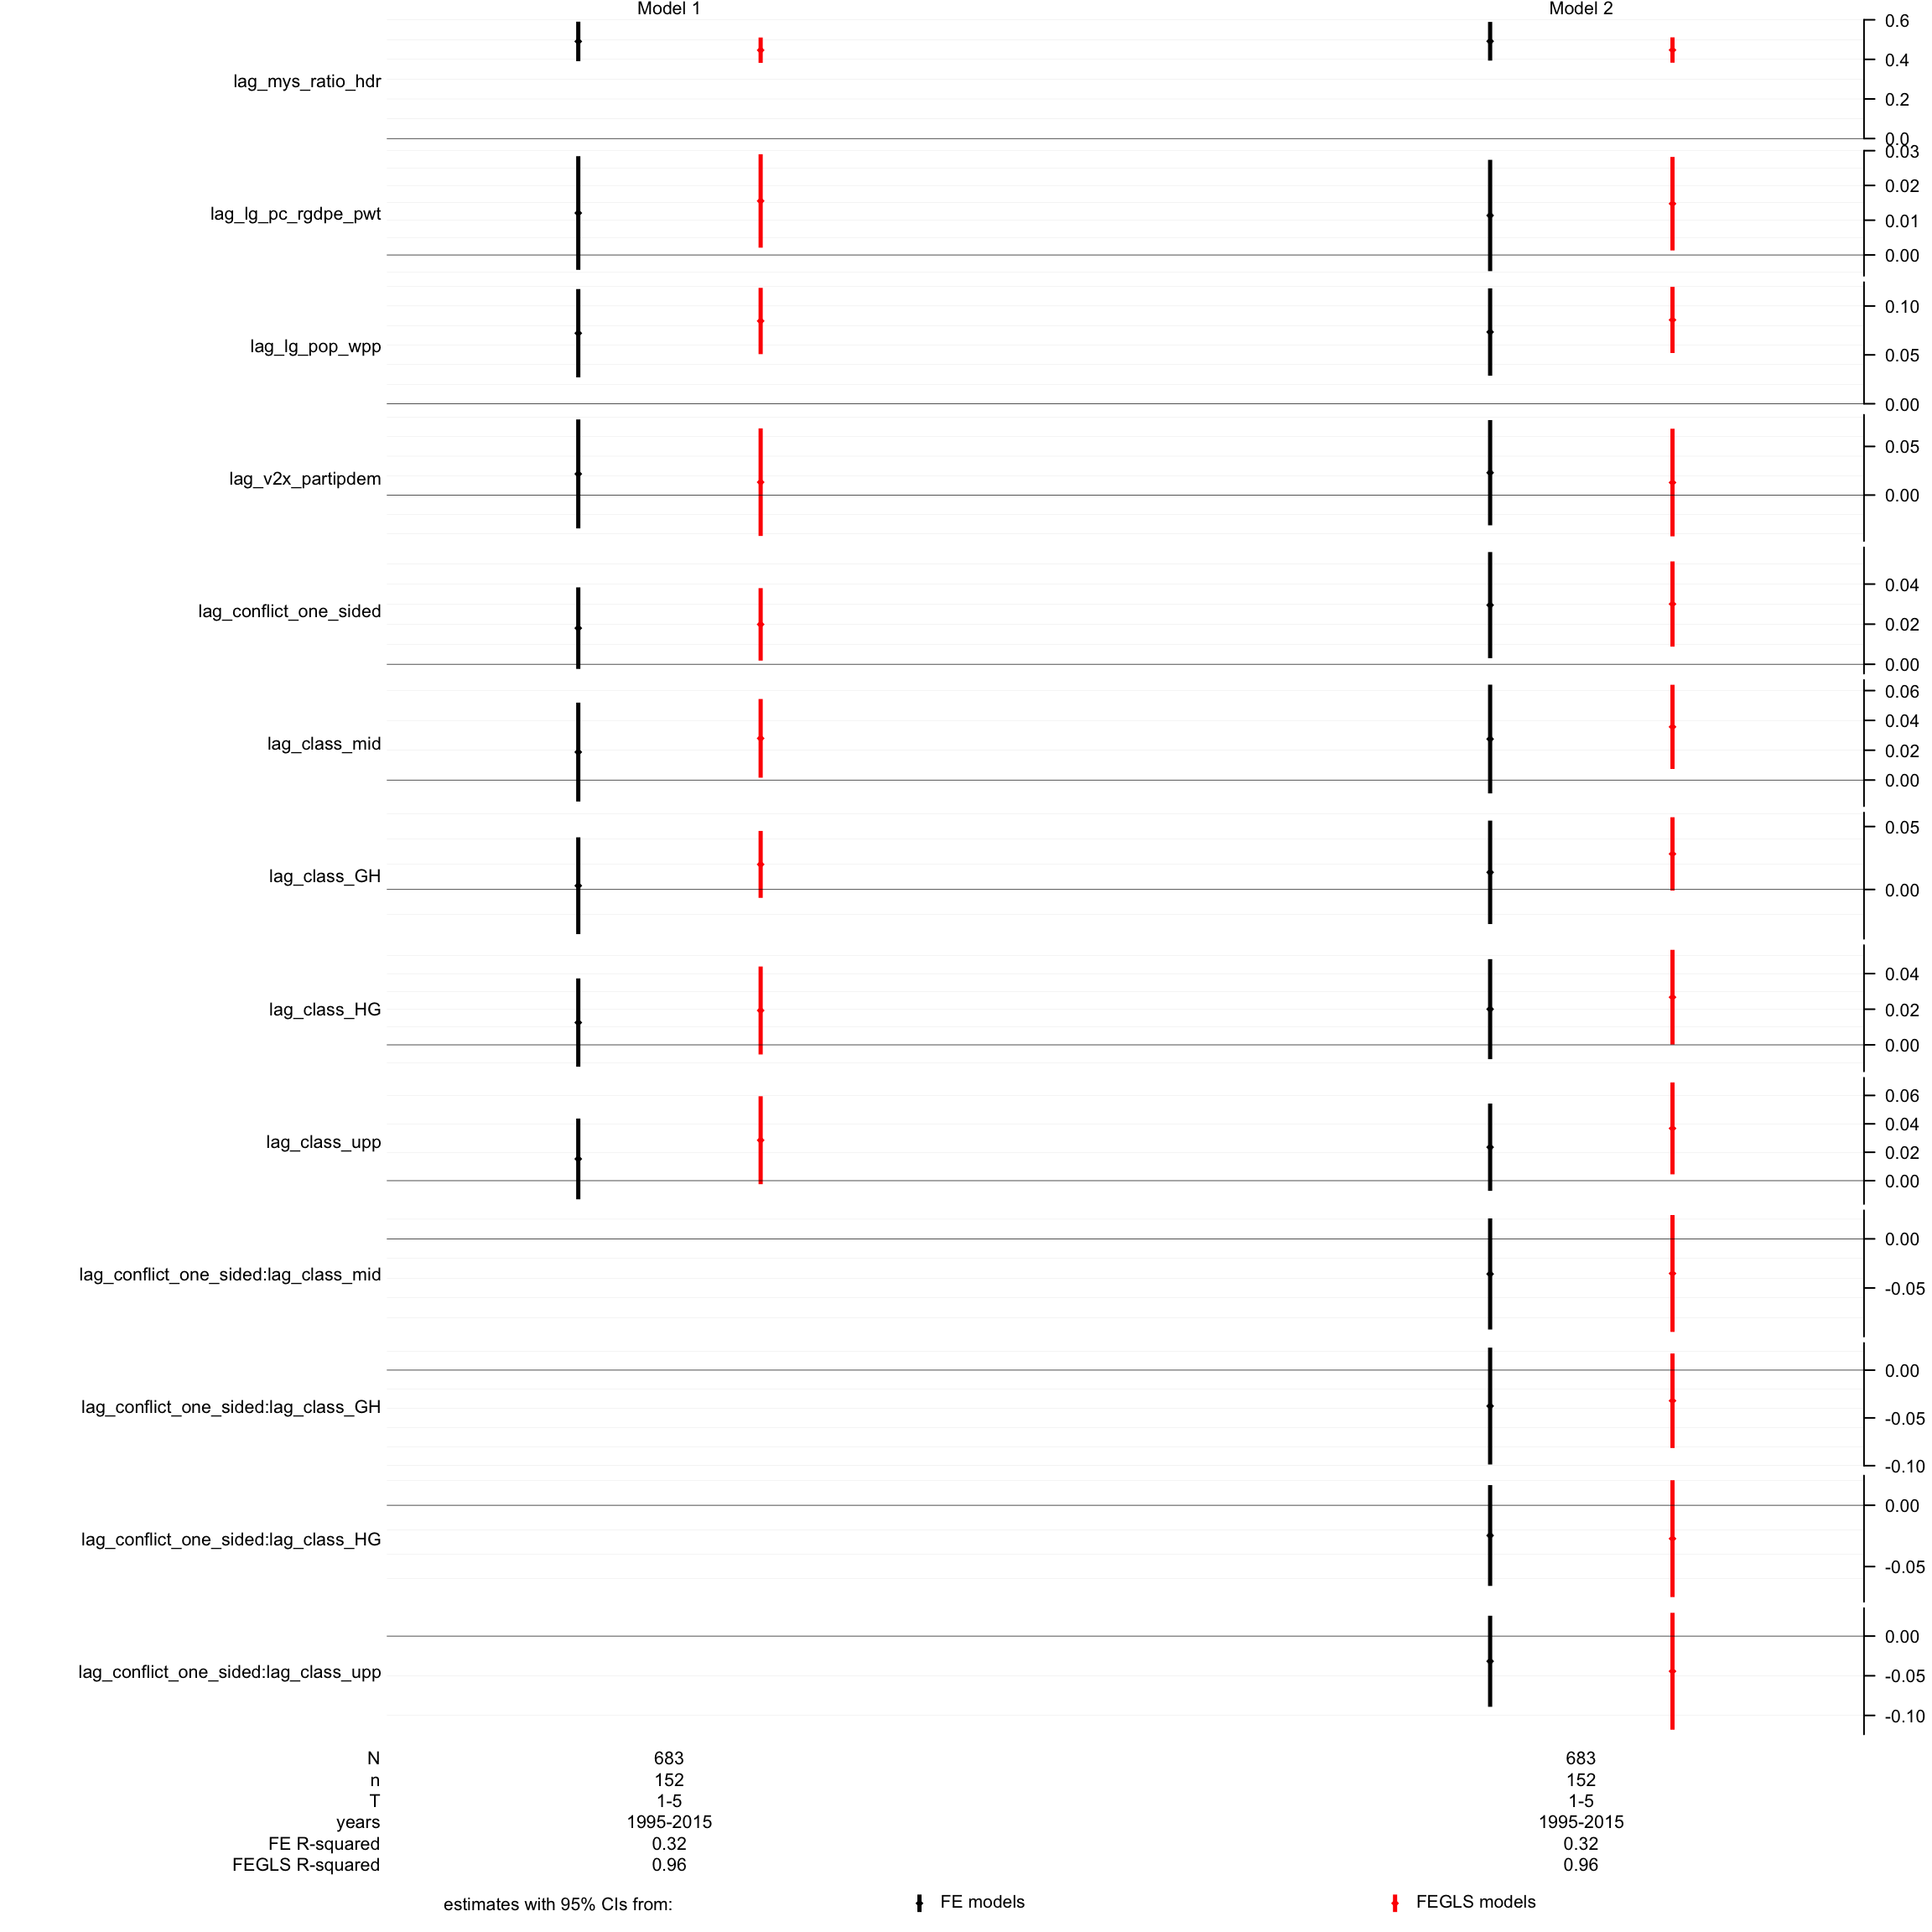 Model 1 Model 2
0.6
0.4
lag_mys_ratio_hdr
0.2
0.0
0.03
0.02
lag_lg_pc_rgdpe_pwt
0.01
0.00
0.10
lag_lg_pop_wpp
0.05
0.00
0.05
lag_v2x_partipdem
0.00
0.04
lag_conflict_one_sided
0.02
0.00
0.06
0.04
lag_class_mid
0.02
0.00
0.05
lag_class_GH
0.00
0.04
lag_class_HG
0.02
0.00
0.06
0.04
lag_class_upp
0.02
0.00
0.00
lag_conflict_one_sided:lag_class_mid
-0.05
0.00
lag_conflict_one_sided:lag_class_GH
-0.05
-0.10
0.00
lag_conflict_one_sided:lag_class_HG
-0.05
0.00
lag_conflict_one_sided:lag_class_upp
-0.05
-0.10
N 683 683
n 152 152
T 1-5 1-5
years 1995-2015 1995-2015
FE R-squared 0.32 0.32
FEGLS R-squared 0.96 0.96
estimates with 95% CIs from: FE models FEGLS models